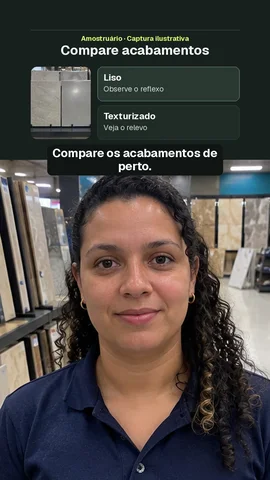 Amostruário · Captura ilustrativa
Compare acabamentos
Liso
Observe o reflexo
Texturizado
Veja o relevo
Compare os acabamentos de
perto.